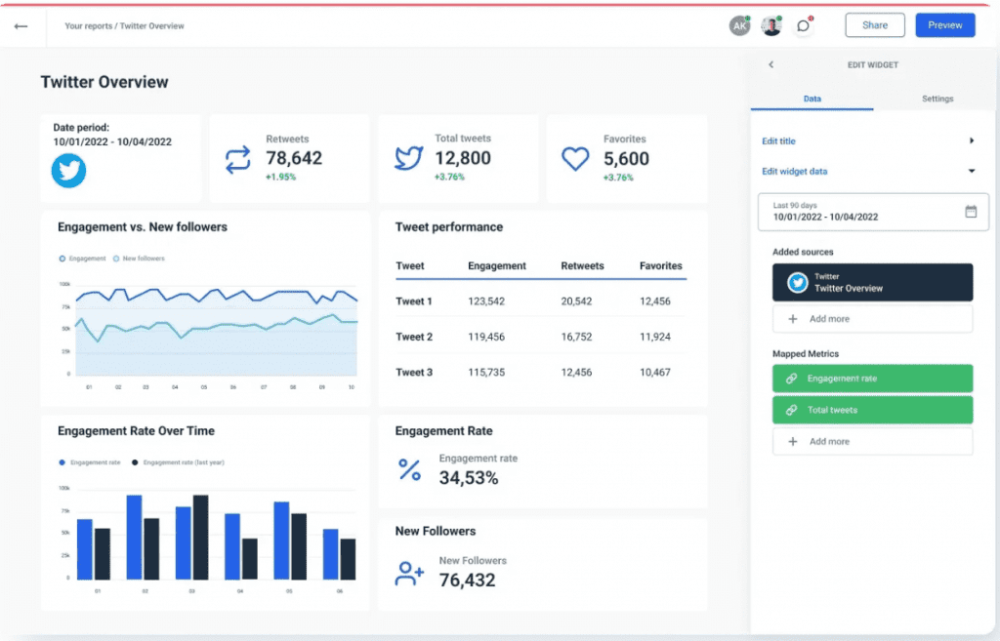 Your reports / Twitter Overview
AK
Share
Preview
Twitter Overview
Date period:
10/01/2022 - 10/04/2022
Retweets
78,642
+1.95%
Total tweets
12,800
+3.76%
Favorites
5,600
+3.76%
Engagement vs. New followers
Engagement New followers
100k
75k
50k
0
01 02 03 04 05 06 07 08 09 10
Tweet performance
Tweet Engagement Retweets Favorites
Tweet 1 123,542 20,542 12,456
Tweet 2 119,456 16,752 11,924
Tweet 3 115,735 12,456 10,467
Engagement Rate Over Time
Engagement rate Engagement rate (last year)
100k
75k
50k
25k
0
01 02 03 04 05 06
Engagement Rate
Engagement rate
34,53%
New Followers
New Followers
76,432
EDIT WIDGET
Data
Settings
Edit title
Edit widget data
Last 90 days
10/01/2022 - 10/04/2022
Added sources
Twitter
Twitter Overview
+ Add more
Mapped Metrics
Engagement rate
Total tweets
+ Add more